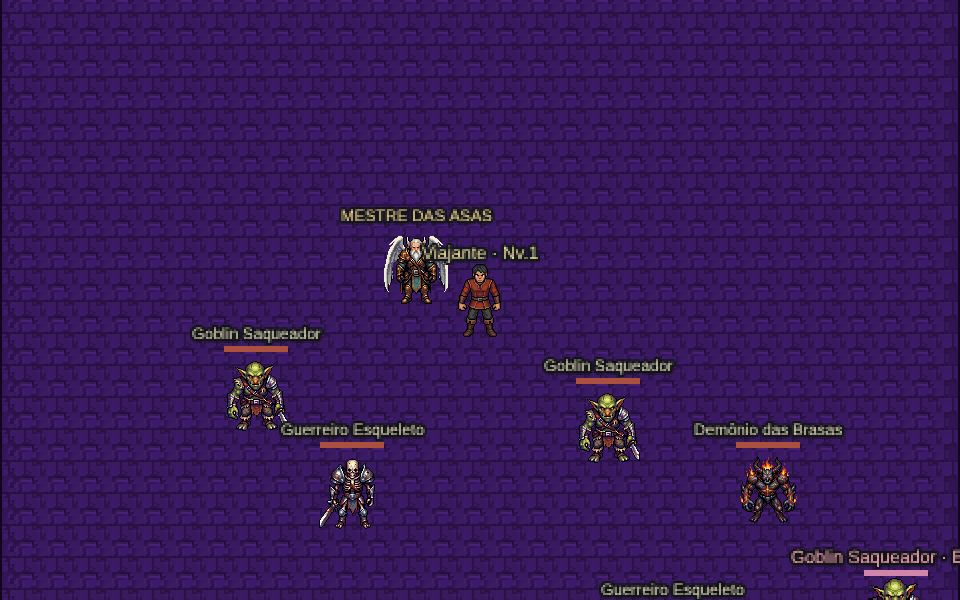 MESTRE DAS ASAS
Viajante · Nv.1
Goblin Saqueador
Goblin Saqueador
Guerreiro Esqueleto
Demônio das Brasas
Goblin Saqueador · E
Guerreiro Esqueleto